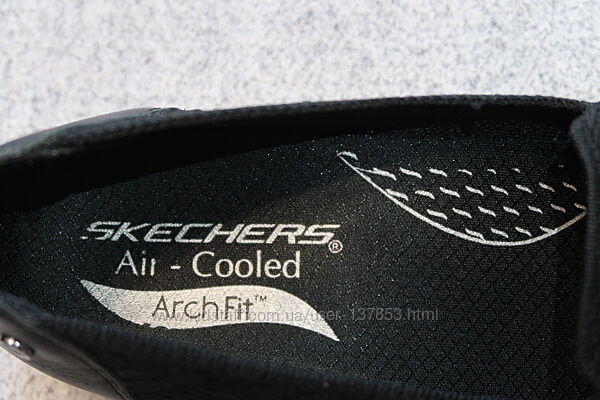 SKECHERS®
Air - Cooled
Arch Fit™